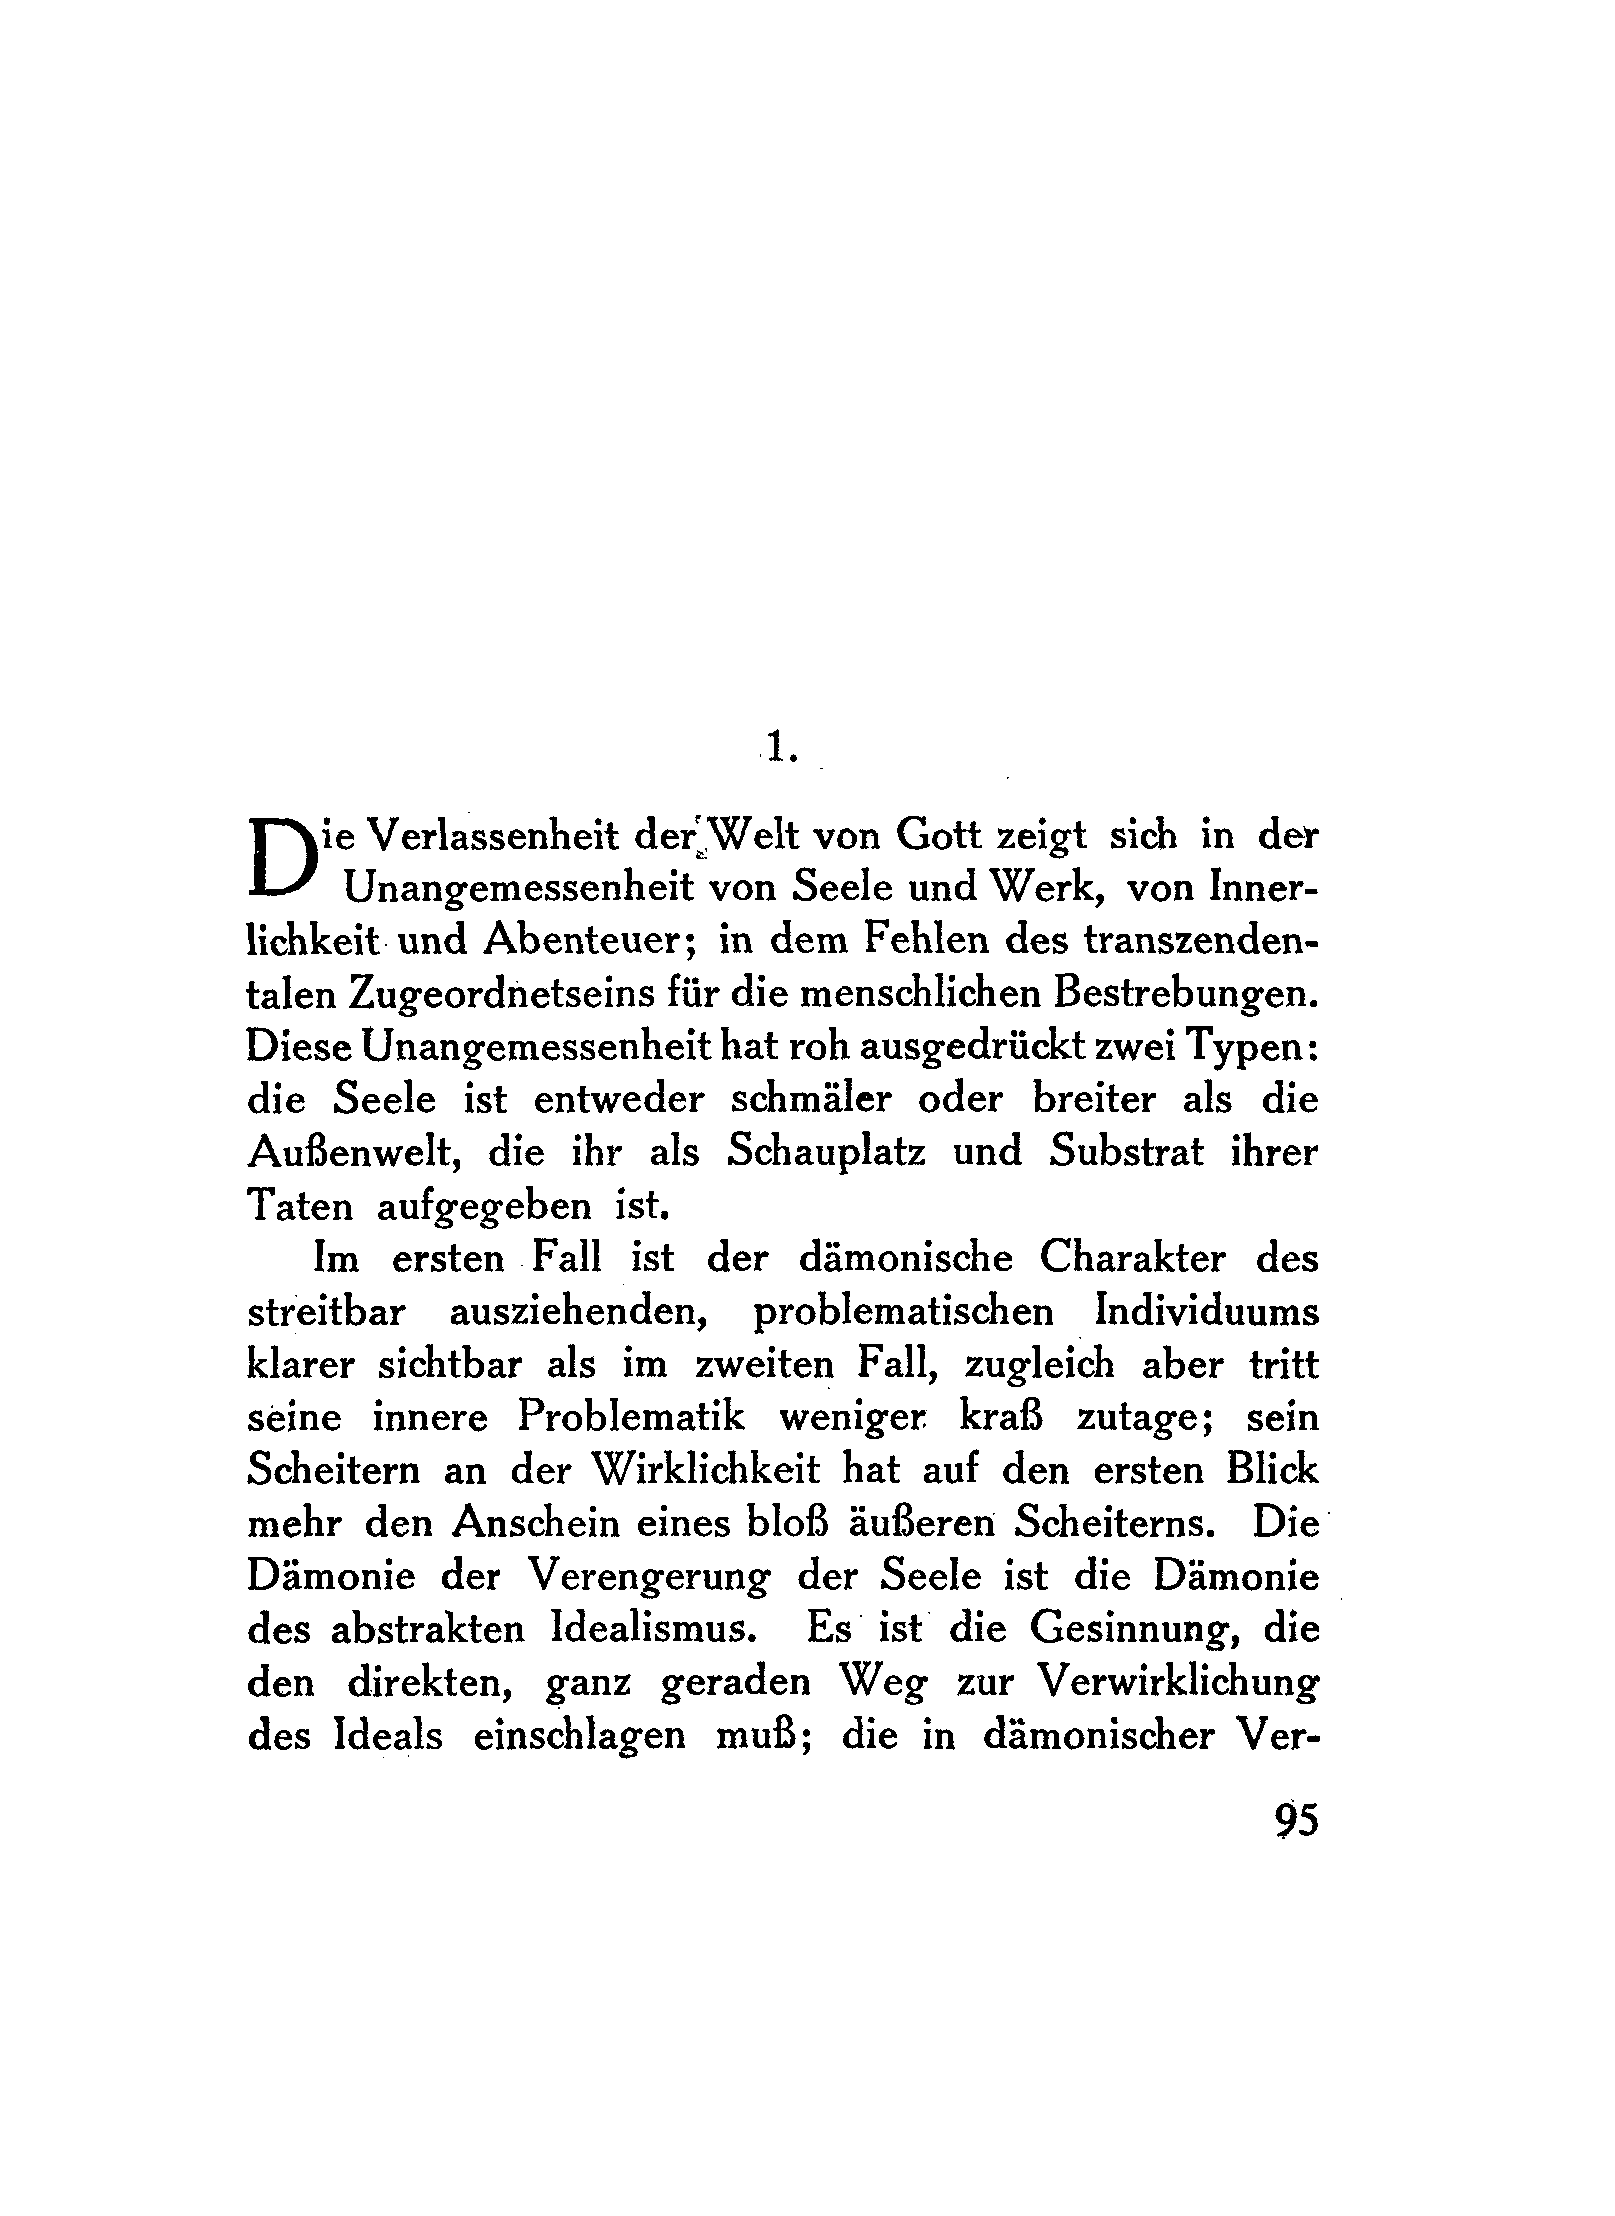 1.
Die Verlassenheit der Welt von Gott zeigt sich in der
Unangemessenheit von Seele und Werk, von Inner-
lichkeit und Abenteuer; in dem Fehlen des transzenden-
talen Zugeordnetseins für die menschlichen Bestrebungen.
Diese Unangemessenheit hat roh ausgedrückt zwei Typen:
die Seele ist entweder schmäler oder breiter als die
Außenwelt, die ihr als Schauplatz und Substrat ihrer
Taten aufgegeben ist.
Im ersten Fall ist der dämonische Charakter des
streitbar ausziehenden, problematischen Individuums
klarer sichtbar als im zweiten Fall, zugleich aber tritt
seine innere Problematik weniger kraß zutage; sein
Scheitern an der Wirklichkeit hat auf den ersten Blick
mehr den Anschein eines bloß äußeren Scheiterns. Die
Dämonie der Verengerung der Seele ist die Dämonie
des abstrakten Idealismus. Es ist die Gesinnung, die
den direkten, ganz geraden Weg zur Verwirklichung
des Ideals einschlagen muß; die in dämonischer Ver-
95